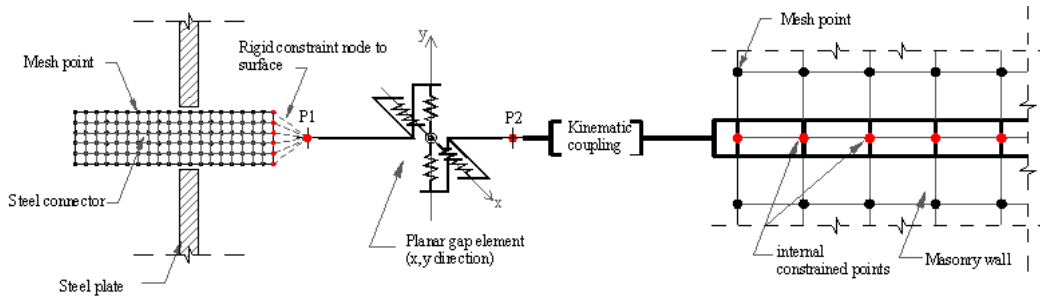 Mesh point
Rigid constraint node to
surface
P1
y
x
P2
Kinematic
coupling
Mesh point
Steel connector
Steel plate
Planar gap element
(x, y direction)
internal
constrained points
Masonry wall